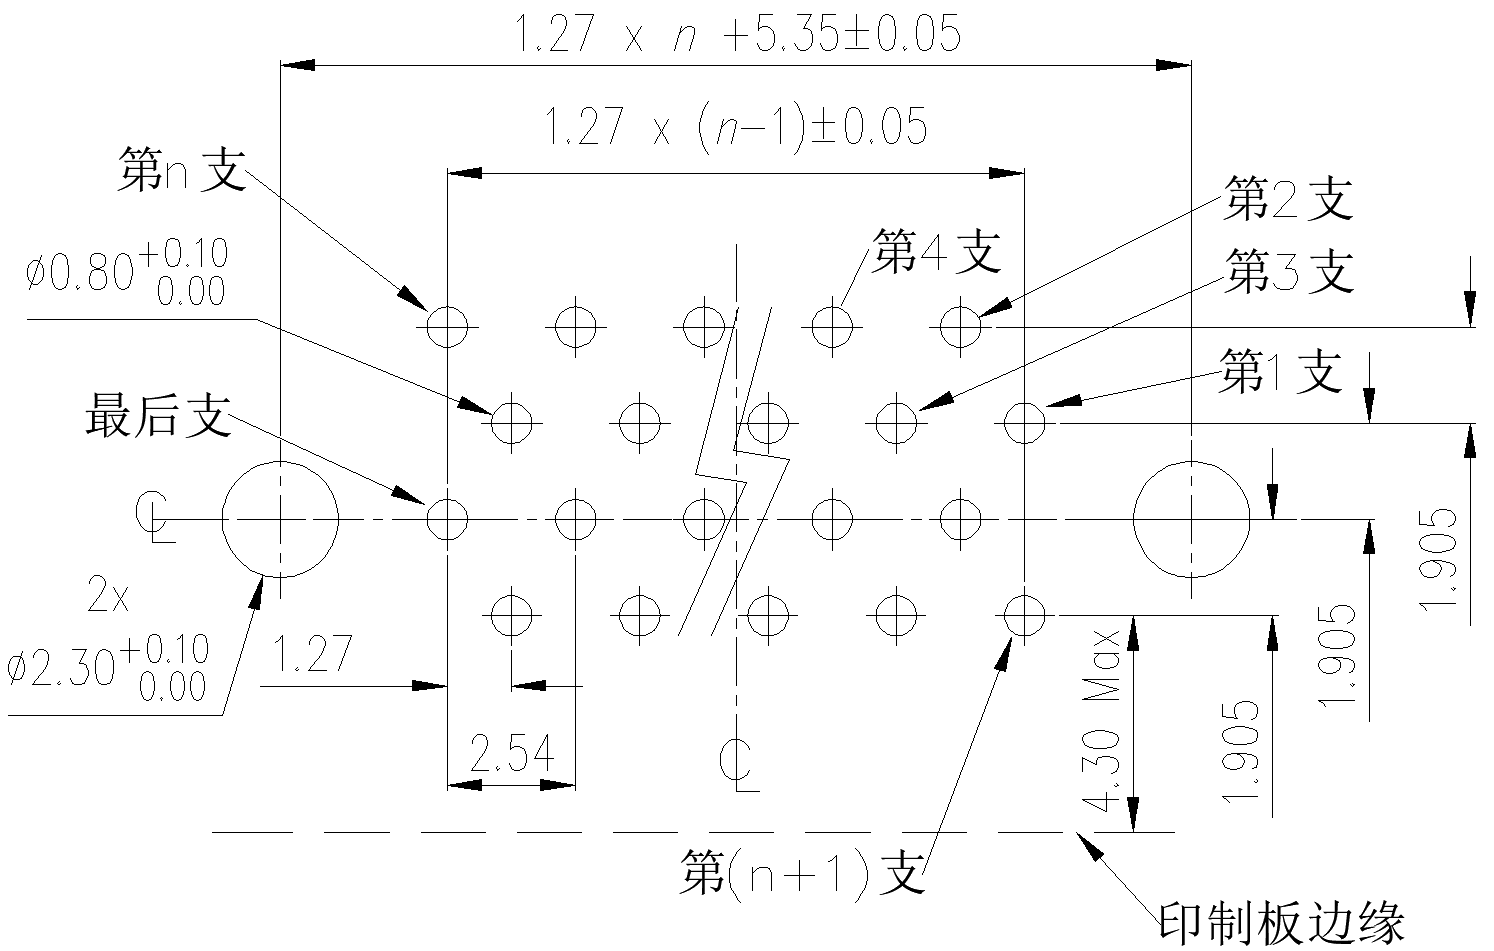 1.27 x n +5.35±0.05
1.27 x (n-1)±0.05
第n支
第2支
第4支
第3支
ø0.80+0.10
0.00
第1支
最后支
℄
2x
ø2.30+0.10
0.00
1.27
2.54
℄
4.30 Max
1.905
1.905
1.905
第(n+1)支
印制板边缘